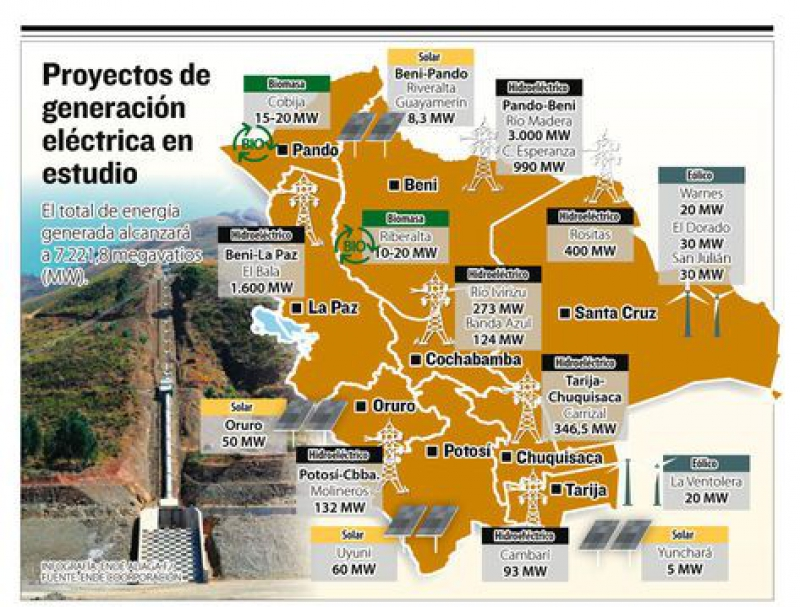 Proyectos de
generación
eléctrica en
estudio
El total de energía
generada alcanzará
a 7.221,8 megavatios
(MW).
Biomasa
Cobija
15-20 MW
BIO
Pando
Solar
Beni-Pando
Riveralta
Guayamerín
8,3 MW
Hidroeléctrico
Pando-Beni
Río Madera
3.000 MW
C. Esperanza
990 MW
Beni
Eólico
Warnes
20 MW
El Dorado
30 MW
San Julián
30 MW
Hidroeléctrico
Beni-La Paz
El Bala
1.600 MW
Biomasa
Riberalta
10-20 MW
BIO
Hidroeléctrico
Rositas
400 MW
Hidroeléctrico
Río Ivirizu
273 MW
Banda Azul
124 MW
La Paz
Santa Cruz
Cochabamba
Hidroeléctrico
Tarija-
Chuquisaca
Carrizal
346,5 MW
Solar
Oruro
50 MW
Oruro
Potosí
Chuquisaca
Tarija
Hidroeléctrico
Potosí-Cbba.
Molineros
132 MW
Eólico
La Ventolera
20 MW
Solar
Uyuni
60 MW
Hidroeléctrico
Cambarí
93 MW
Solar
Yunchará
5 MW
FUENTE: ENDE COORPORACIÓN